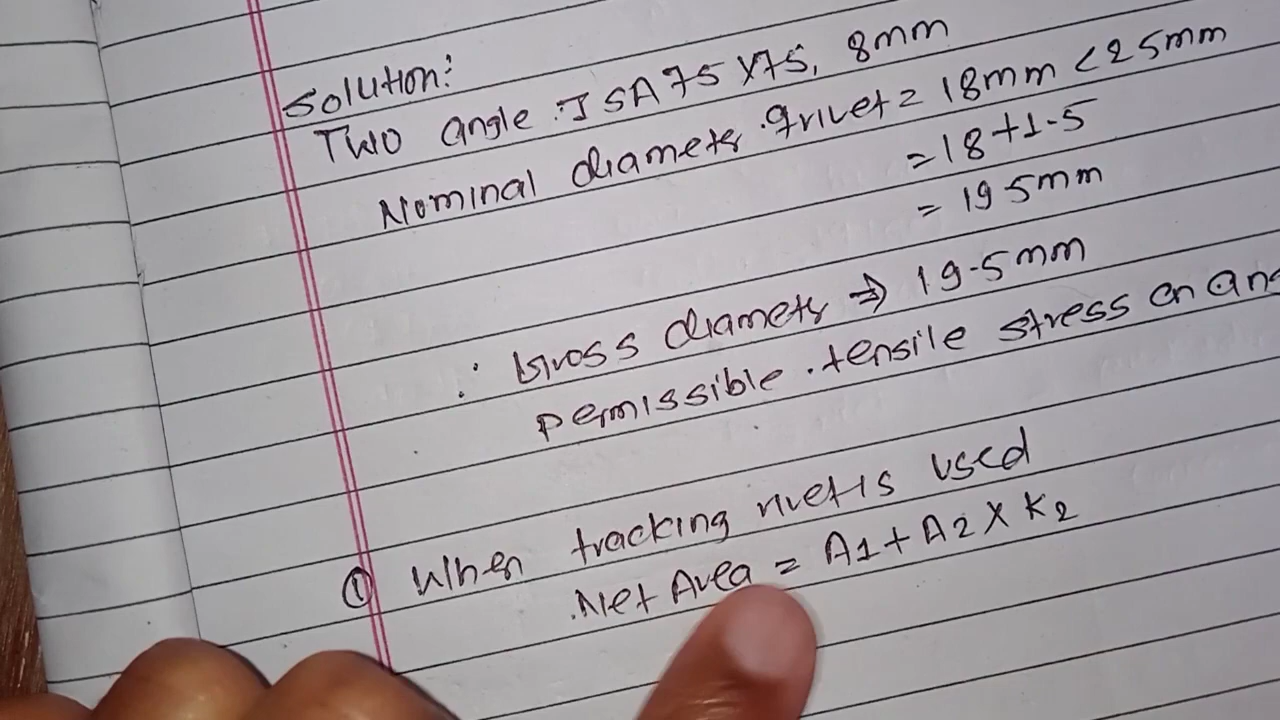 Solution:
Two angle : ISA 75 X 75, 8mm
Nominal diameter of rivet = 18mm < 25mm
= 18+1.5
= 19 5mm
∴ Gross diameter ⇒ 19.5mm
permissible tensile stress on an
① When tracking rivet is used
Net Area = A1 + A2 X K2